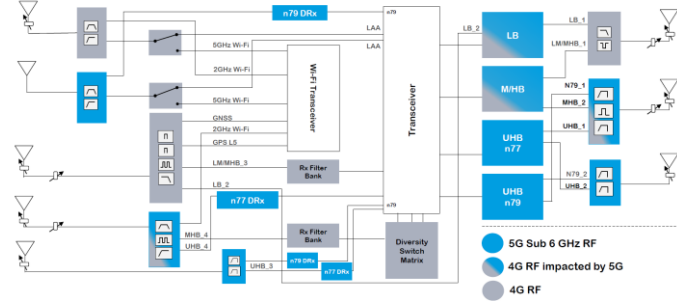 n79 DRx
n79
LAA
LAA
5GHz Wi-Fi
2GHz Wi-Fi
5GHz Wi-Fi
Wi-Fi Transceiver
Transceiver
GNSS
2GHz Wi-Fi
GPS L5
LM/MHB_3
Rx Filter
Bank
LB_2
n77 DRx
MHB_4
UHB_4
Rx Filter
Bank
UHB_3
n79 DRx
n77 DRx
n79
Diversity
Switch
Matrix
LB_2
LB
LB_1
LM/MHB_1
M/HB
N79_1
MHB_2
UHB_1
UHB
n77
UHB
n79
N79_2
UHB_2
5G Sub 6 GHz RF
4G RF impacted by 5G
4G RF